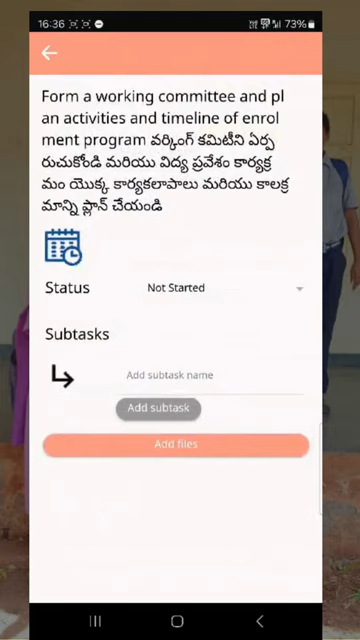 16:36
73%
Form a working committee and pl
an activities and timeline of enrol
ment program వర్కింగ్ కమిటీని ఏర్ప
రుచుకోండి మరియు విద్య ప్రవేశం కార్యక్ర
మం యొక్క కార్యకలాపాలు మరియు కాలక్ర
మాన్ని ప్లాన్ చేయండి
Status
Not Started
Subtasks
Add subtask name
Add subtask
Add files